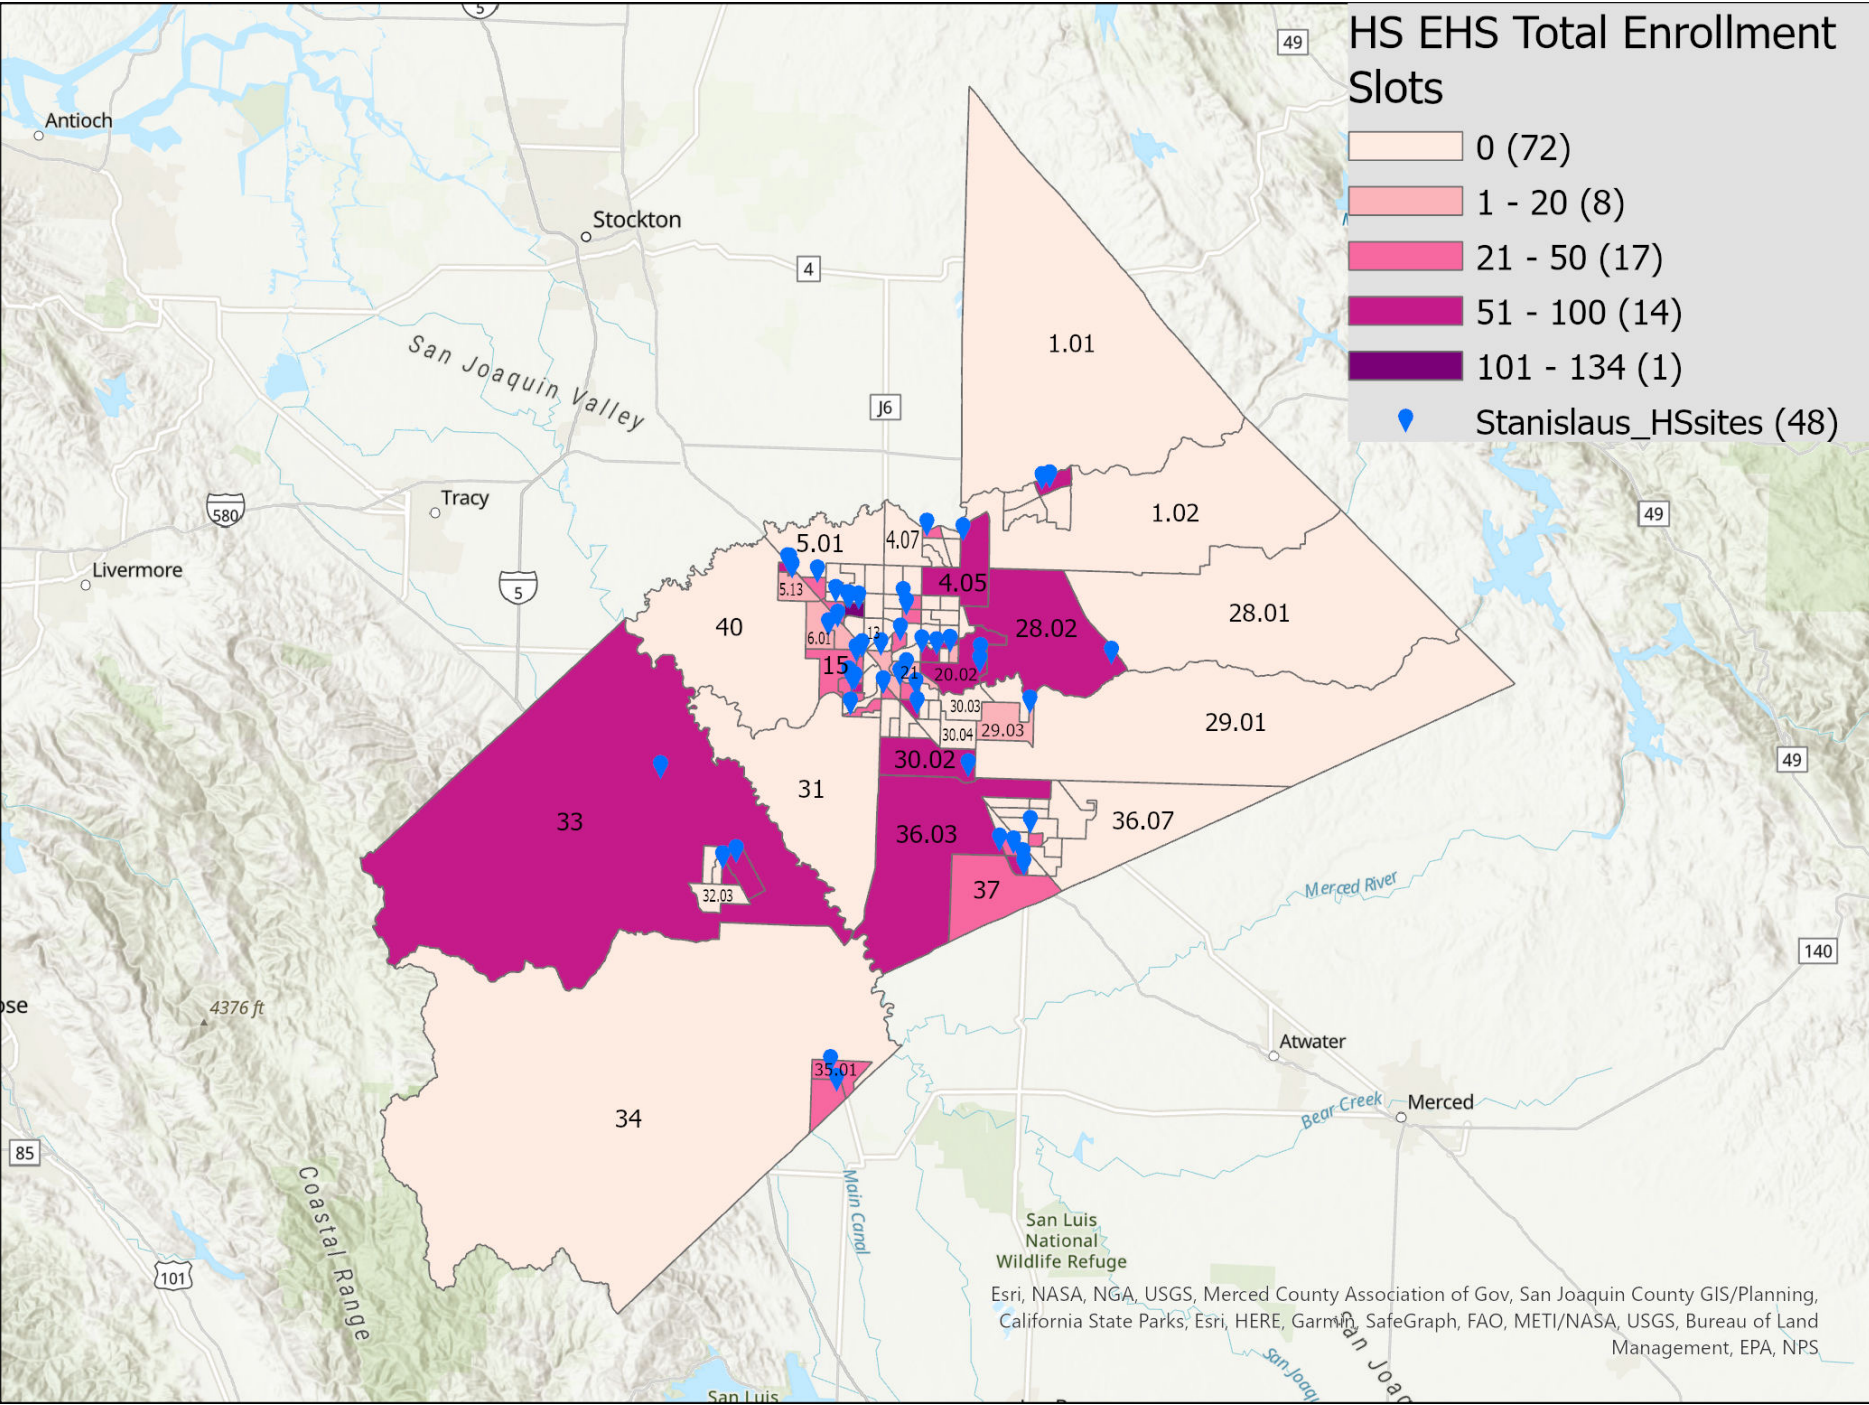 HS EHS Total Enrollment
Slots
0 (72)
1 - 20 (8)
21 - 50 (17)
51 - 100 (14)
101 - 134 (1)
Stanislaus_HSsites (48)
5
49
Antioch
Stockton
4
San Joaquin Valley
1.01
J6
Tracy
580
1.02
49
5.01
4.07
Livermore
5
5.13
4.05
28.01
40
6.01
13
28.02
15
21
20.02
30.03
29.01
29.03
30.04
30.02
49
31
33
36.03
36.07
37
Merced River
32.03
140
ose
4376 ft
Atwater
35.01
Merced
Bear Creek
34
85
Coastal Range
Main Canal
San Luis
National
Wildlife Refuge
101
Esri, NASA, NGA, USGS, Merced County Association of Gov, San Joaquin County GIS/Planning,
California State Parks, Esri, HERE, Garmin, SafeGraph, FAO, METI/NASA, USGS, Bureau of Land
Management, EPA, NPS
San Joaq
San Joaqu
San Luis